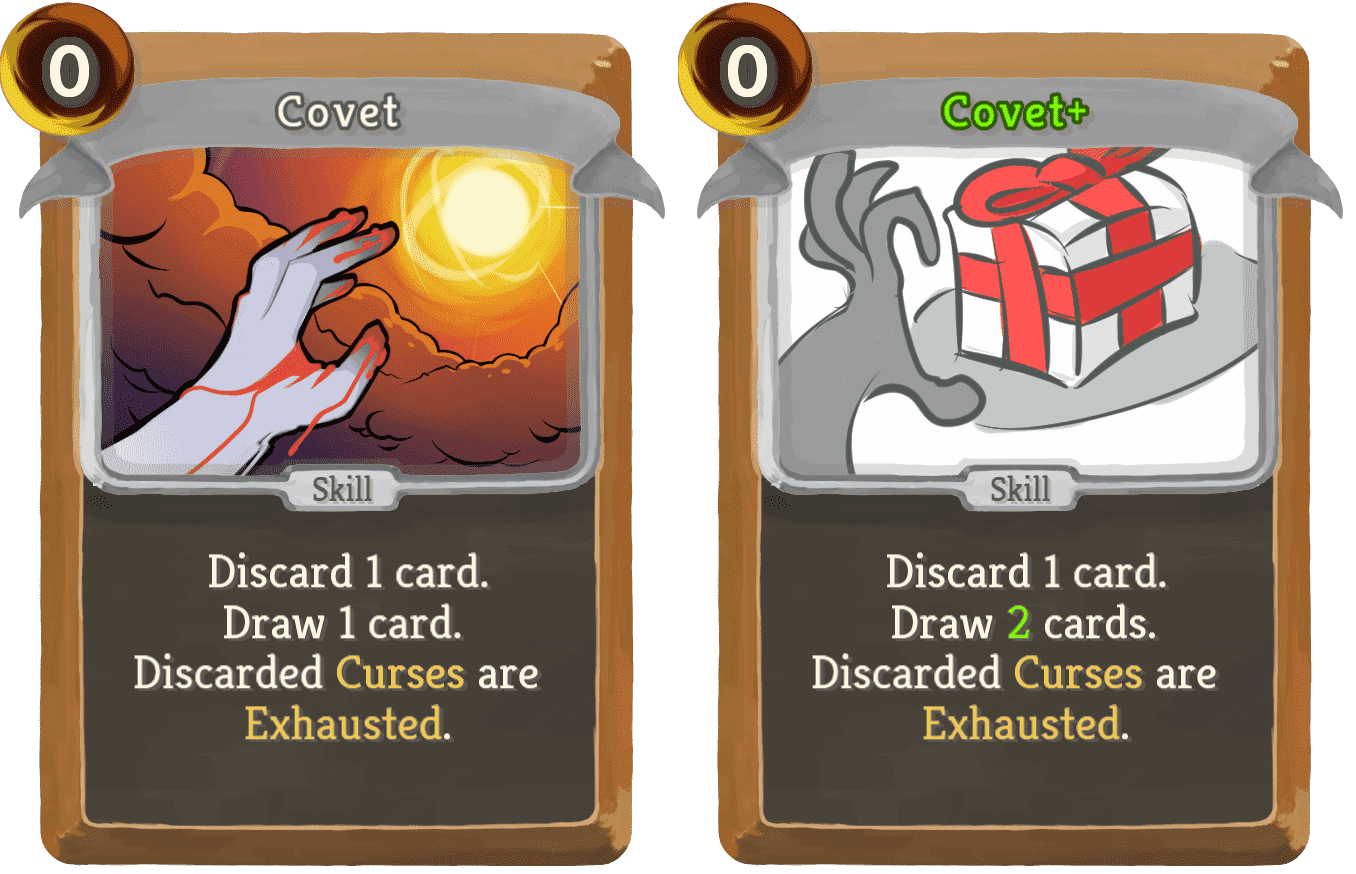 0
Covet
Skill
Discard 1 card.
Draw 1 card.
Discarded Curses are
Exhausted.
0
Covet+
Skill
Discard 1 card.
Draw 2 cards.
Discarded Curses are
Exhausted.